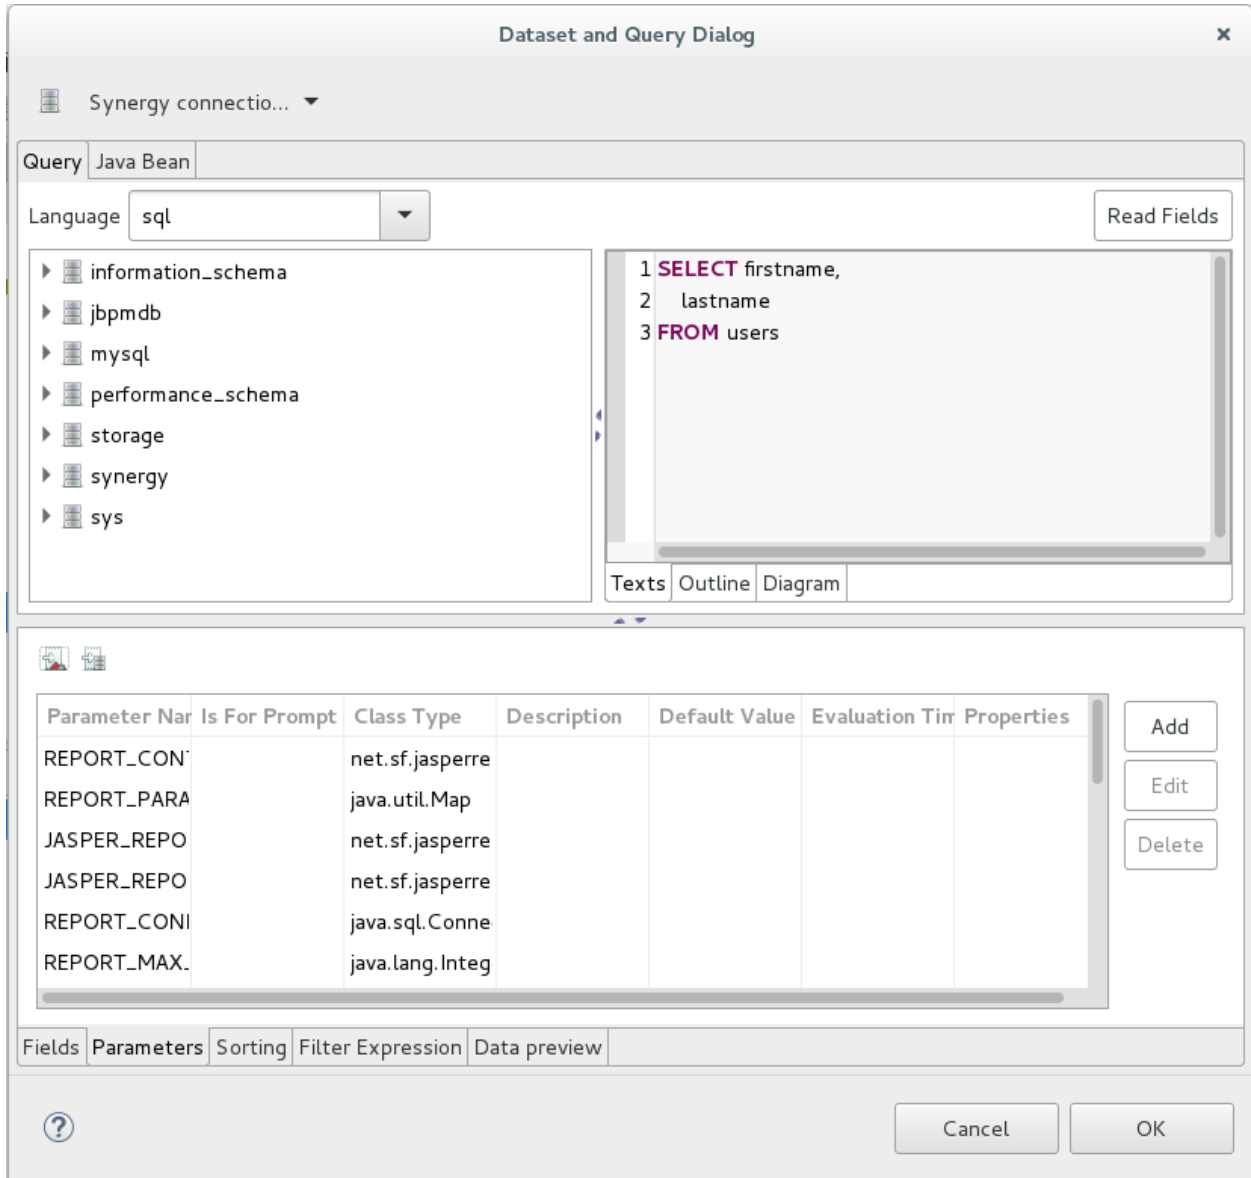 Dataset and Query Dialog
Synergy connectio...
Query Java Bean
Language sql Read Fields
information_schema
jbpmdb
mysql
performance_schema
storage
synergy
sys
1 SELECT firstname,
2 lastname
3 FROM users
Texts Outline Diagram
Parameter Nar Is For Prompt Class Type Description Default Value Evaluation Tim Properties
REPORT_CON net.sf.jasperre
REPORT_PARA java.util.Map
JASPER_REPO net.sf.jasperre
JASPER_REPO net.sf.jasperre
REPORT_CON java.sql.Conne
REPORT_MAX_ java.lang.Integ
Add
Edit
Delete
Fields Parameters Sorting Filter Expression Data preview
? Cancel OK